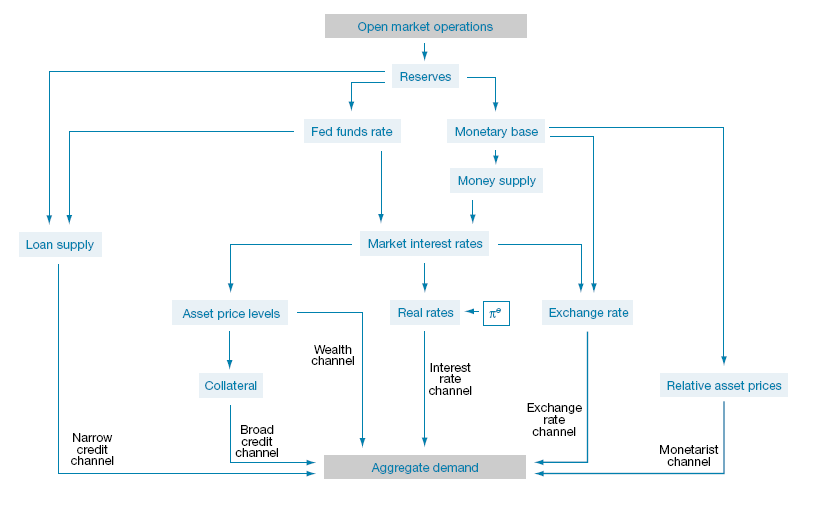 Open market operations
Reserves
Fed funds rate
Monetary base
Money supply
Loan supply
Market interest rates
Asset price levels
Real rates
πᵉ
Exchange rate
Wealth
channel
Interest
rate
channel
Collateral
Relative asset prices
Exchange
rate
channel
Narrow
credit
channel
Broad
credit
channel
Monetarist
channel
Aggregate demand